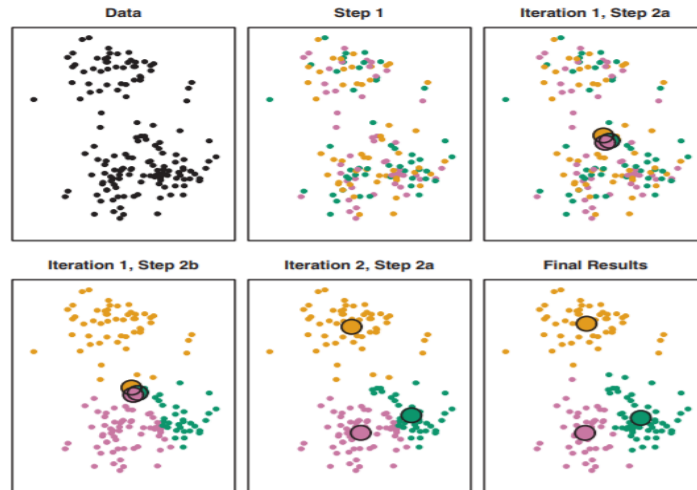 Data
Step 1
Iteration 1, Step 2a
Iteration 1, Step 2b
Iteration 2, Step 2a
Final Results